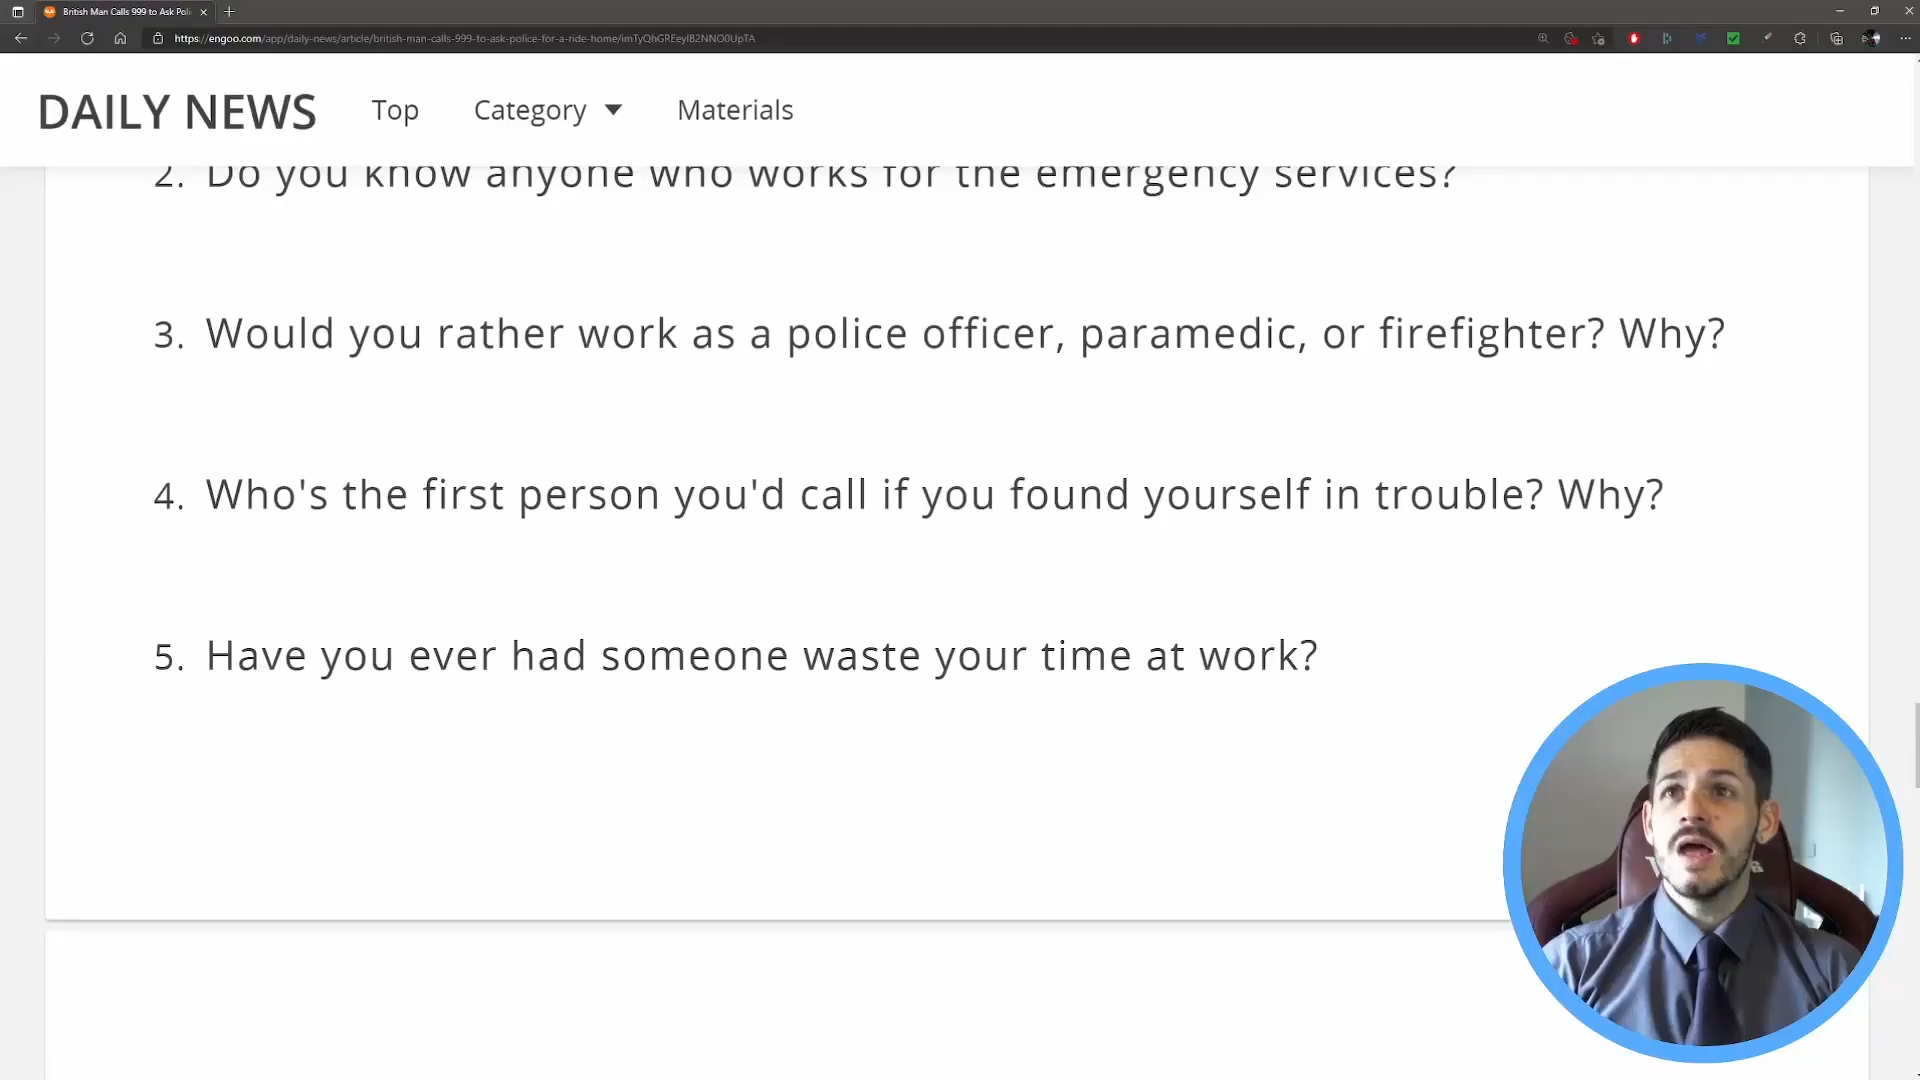 British Man Calls 999 to Ask Poli
https://engoo.com/app/daily-news/article/british-man-calls-999-to-ask-police-for-a-ride-home/imTyQhGREeyIB2NNO0UpTA
DAILY NEWS Top Category Materials
2. Do you know anyone who works for the emergency services?
3. Would you rather work as a police officer, paramedic, or firefighter? Why?
4. Who's the first person you'd call if you found yourself in trouble? Why?
5. Have you ever had someone waste your time at work?